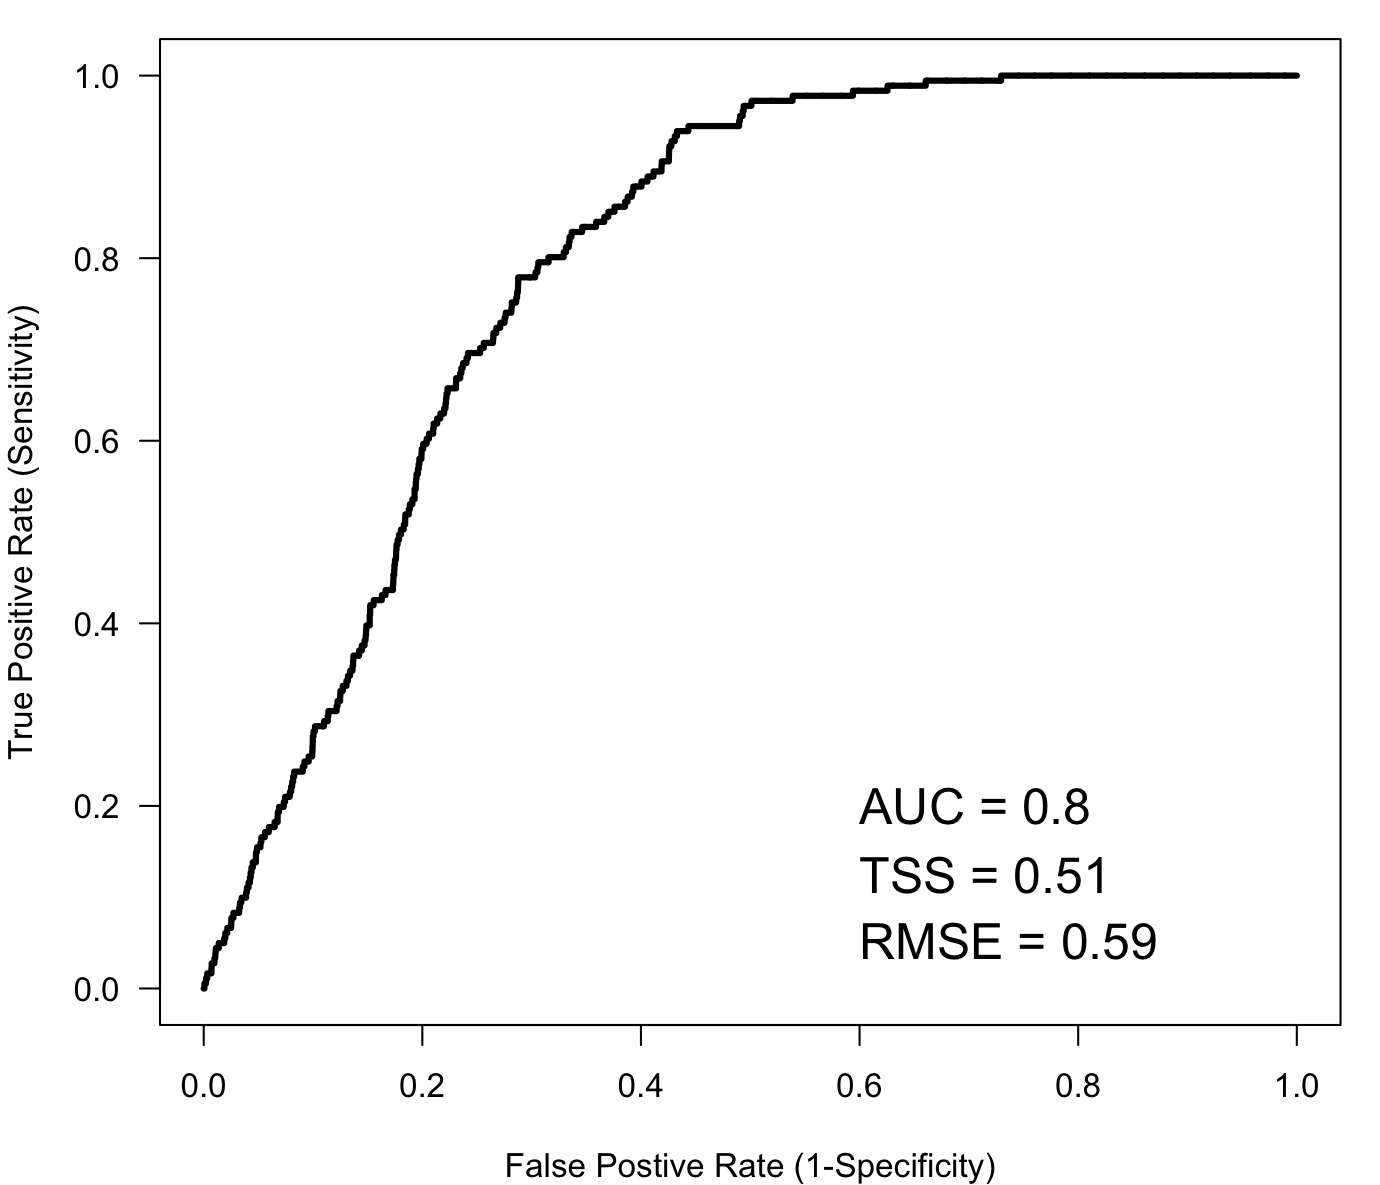 True Positive Rate (Sensitivity)
1.0
0.8
0.6
0.4
0.2
0.0
AUC = 0.8
TSS = 0.51
RMSE = 0.59
0.0 0.2 0.4 0.6 0.8 1.0
False Postive Rate (1-Specificity)